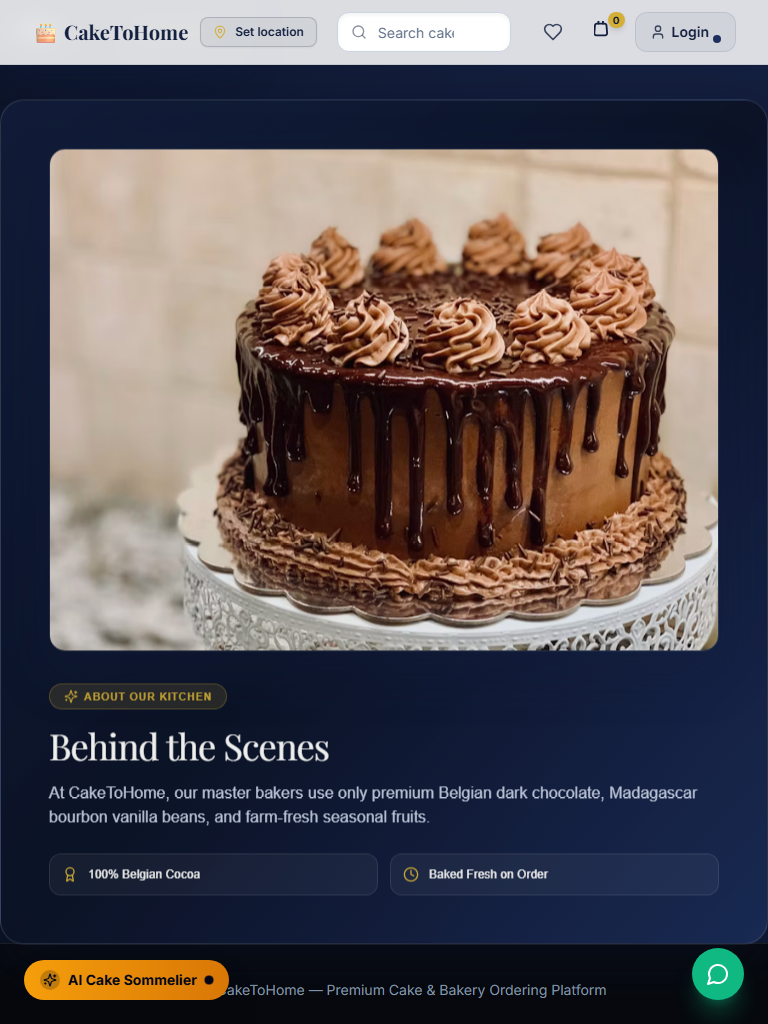 CakeToHome
Set location
Search cake
0
Login
ABOUT OUR KITCHEN
Behind the Scenes
At CakeToHome, our master bakers use only premium Belgian dark chocolate, Madagascar
bourbon vanilla beans, and farm-fresh seasonal fruits.
100% Belgian Cocoa
Baked Fresh on Order
AI Cake Sommelier
CakeToHome — Premium Cake & Bakery Ordering Platform